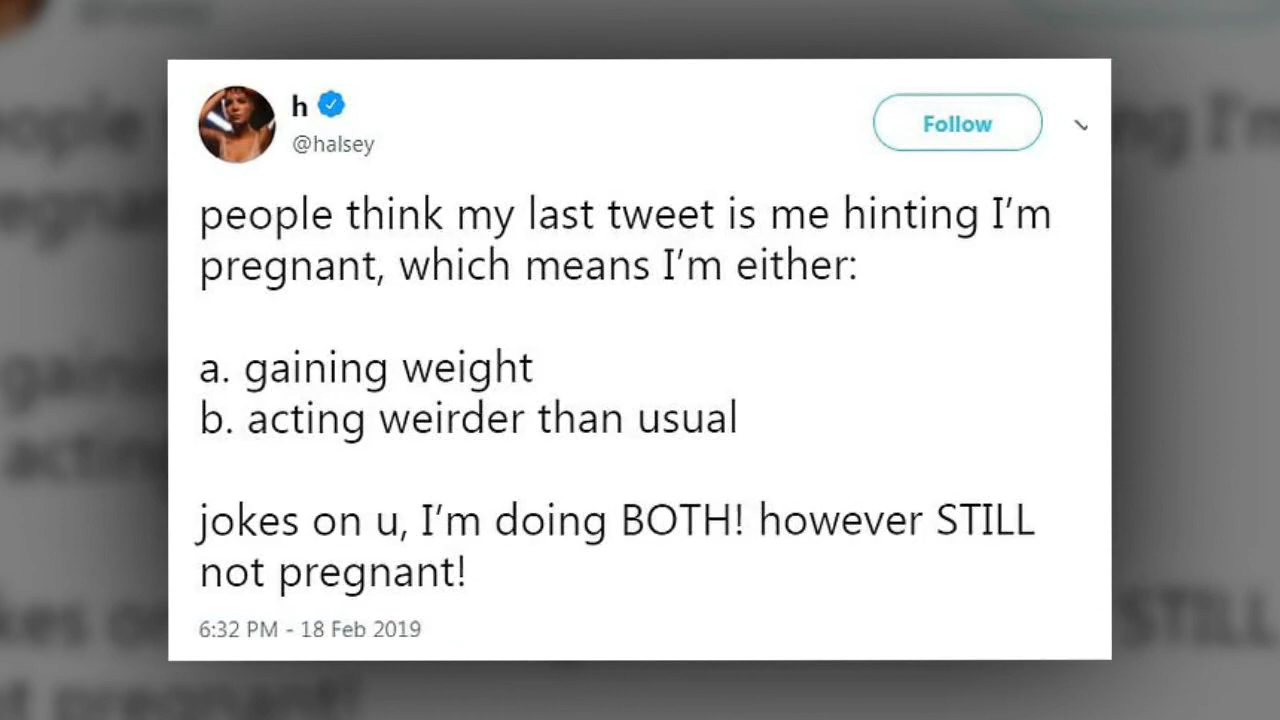 h
@halsey
Follow
people think my last tweet is me hinting I'm
pregnant, which means I'm either:
a. gaining weight
b. acting weirder than usual
jokes on u, I'm doing BOTH! however STILL
not pregnant!
6:32 PM - 18 Feb 2019